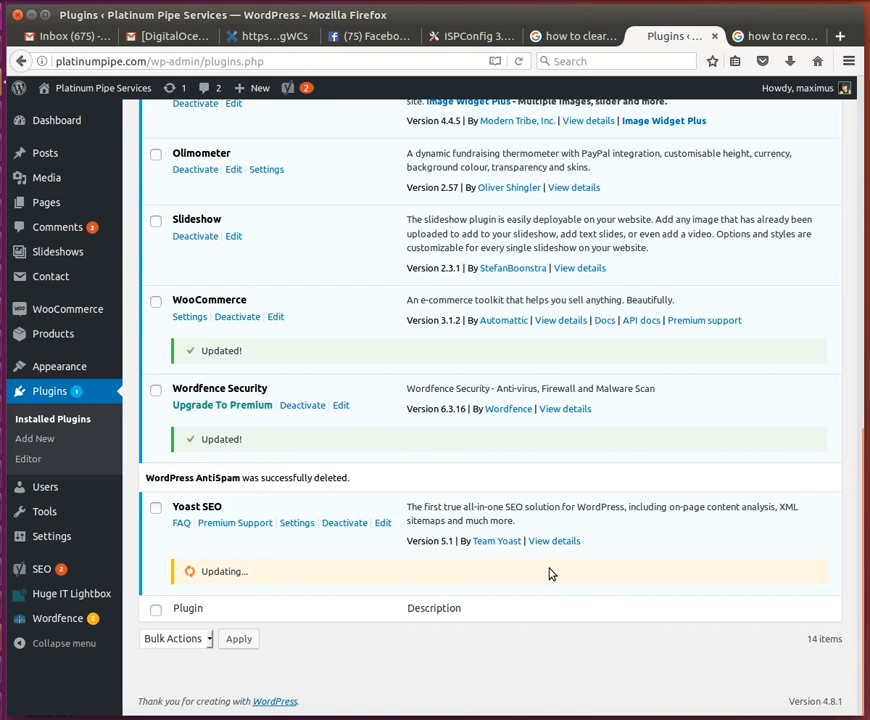 Plugins ‹ Platinum Pipe Services — WordPress - Mozilla Firefox
Inbox (675) -...
[DigitalOce...
https...gWCs
(75) Facebo...
ISPConfig 3....
how to clear...
Plugins ‹ ...
how to reco...
platinumpipe.com/wp-admin/plugins.php
Search
Platinum Pipe Services
1
2
New
2
Howdy, maximus
Dashboard
Posts
Media
Pages
Comments 2
Slideshows
Contact
WooCommerce
Products
Appearance
Plugins 1
Installed Plugins
Add New
Editor
Users
Tools
Settings
SEO 2
Huge IT Lightbox
Wordfence 2
Collapse menu
site. Image Widget Plus - Multiple images, slider and more.
Deactivate | Edit
Version 4.4.5 | By Modern Tribe, Inc. | View details | Image Widget Plus
Olimometer
Deactivate | Edit | Settings
A dynamic fundraising thermometer with PayPal integration, customisable height, currency,
background colour, transparency and skins.
Version 2.57 | By Oliver Shingler | View details
Slideshow
Deactivate | Edit
The slideshow plugin is easily deployable on your website. Add any image that has already been
uploaded to add to your slideshow, add text slides, or even add a video. Options and styles are
customizable for every single slideshow on your website.
Version 2.3.1 | By StefanBoonstra | View details
WooCommerce
Settings | Deactivate | Edit
An e-commerce toolkit that helps you sell anything. Beautifully.
Version 3.1.2 | By Automattic | View details | Docs | API docs | Premium support
Updated!
Wordfence Security
Upgrade To Premium | Deactivate | Edit
Wordfence Security - Anti-virus, Firewall and Malware Scan
Version 6.3.16 | By Wordfence | View details
Updated!
WordPress AntiSpam was successfully deleted.
Yoast SEO
FAQ | Premium Support | Settings | Deactivate | Edit
The first true all-in-one SEO solution for WordPress, including on-page content analysis, XML
sitemaps and much more.
Version 5.1 | By Team Yoast | View details
Updating...
Plugin
Description
Bulk Actions
Apply
14 items
Thank you for creating with WordPress.
Version 4.8.1